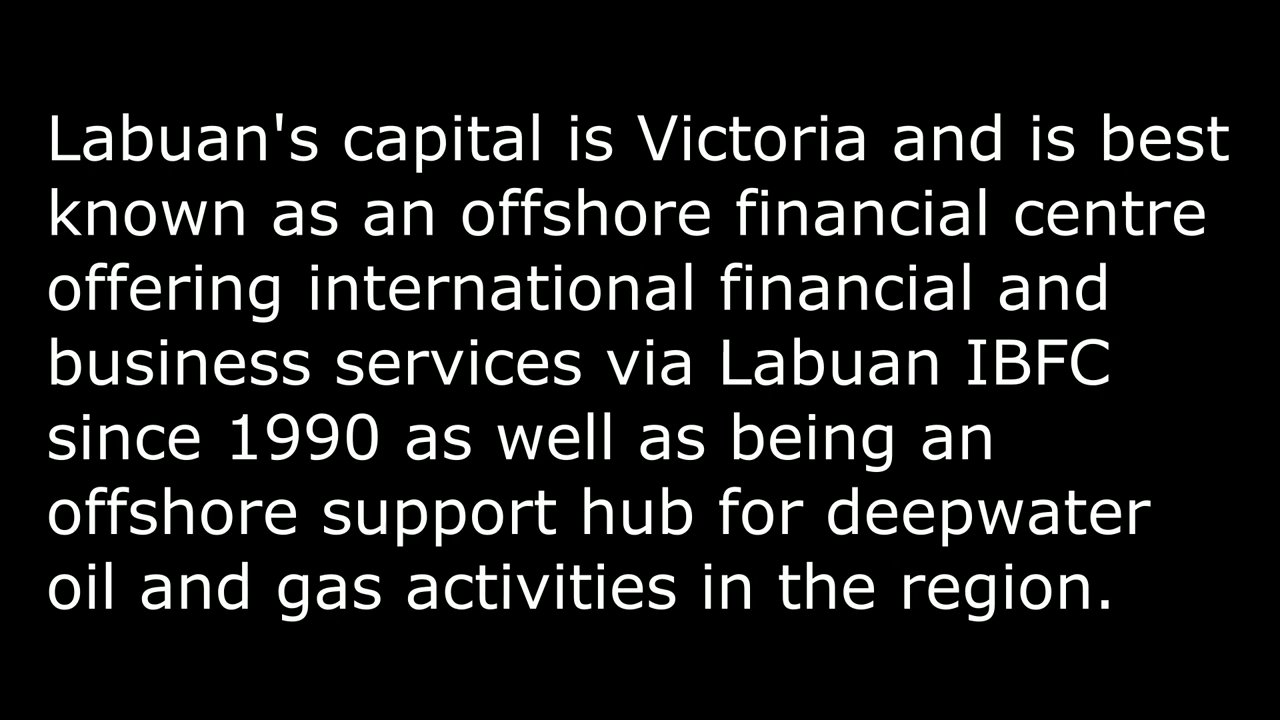 Labuan's capital is Victoria and is best
known as an offshore financial centre
offering international financial and
business services via Labuan IBFC
since 1990 as well as being an
offshore support hub for deepwater
oil and gas activities in the region.